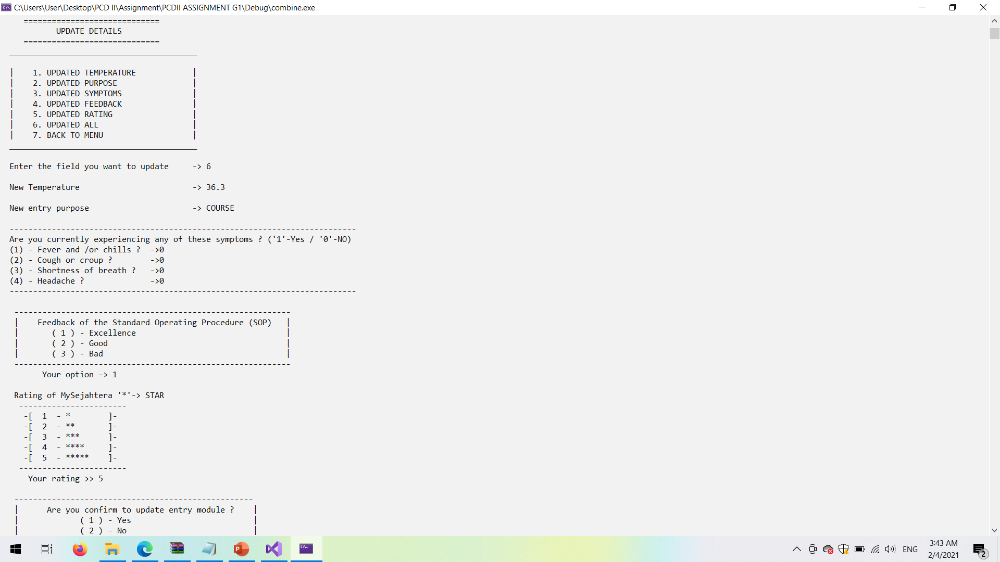 C:\Users\User\Desktop\PCD II\Assignment\PCDII ASSIGNMENT G1\Debug\combine.exe
=============================
UPDATE DETAILS
=============================
________________________________________
|    1. UPDATED TEMPERATURE            |
|    2. UPDATED PURPOSE                |
|    3. UPDATED SYMPTOMS               |
|    4. UPDATED FEEDBACK               |
|    5. UPDATED RATING                 |
|    6. UPDATED ALL                    |
|    7. BACK TO MENU                   |
________________________________________
Enter the field you want to update     -> 6
New Temperature                        -> 36.3
New entry purpose                      -> COURSE
--------------------------------------------------------------------------
Are you currently experiencing any of these symptoms ? ('1'-Yes / '0'-NO)
(1) - Fever and /or chills ?  ->0
(2) - Cough or croup ?        ->0
(3) - Shortness of breath ?   ->0
(4) - Headache ?              ->0
--------------------------------------------------------------------------
-----------------------------------------------------------
|    Feedback of the Standard Operating Procedure (SOP)   |
|       ( 1 ) - Excellence                                |
|       ( 2 ) - Good                                      |
|       ( 3 ) - Bad                                       |
-----------------------------------------------------------
Your option -> 1
Rating of MySejahtera '*'-> STAR
-----------------------
-[  1  - *        ]-
-[  2  - **       ]-
-[  3  - ***      ]-
-[  4  - ****     ]-
-[  5  - *****    ]-
-----------------------
Your rating >> 5
---------------------------------------------------
|      Are you confirm to update entry module ?    |
|             ( 1 ) - Yes                          |
|             ( 2 ) - No                           |
ENG
3:43 AM
2/4/2021
2